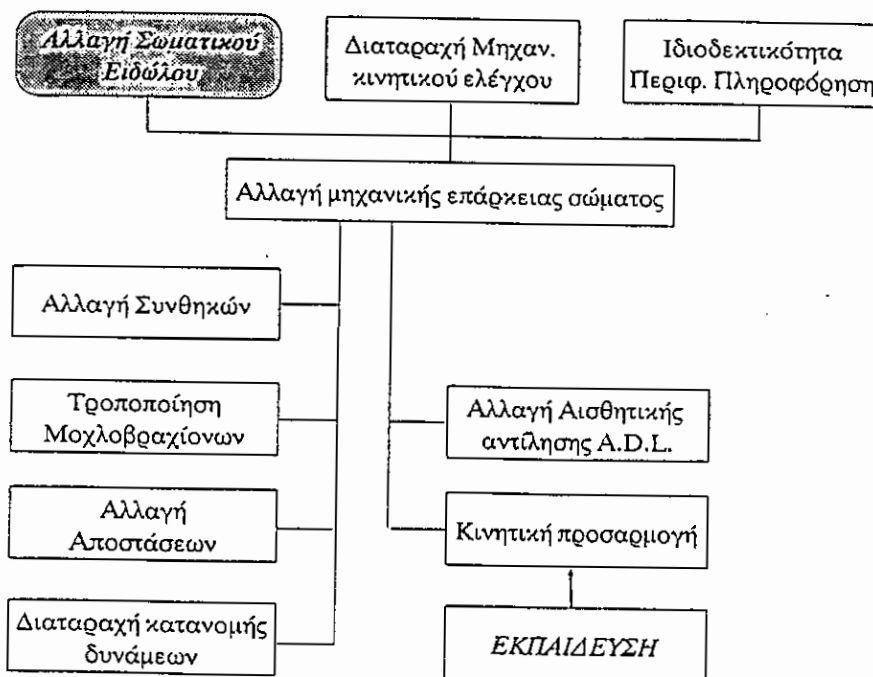 Αλλαγή Σωματικού
Ειδώλου
Διαταραχή Μηχαν.
κινητικού ελέγχου
Ιδιοδεκτικότητα
Περιφ. Πληροφόρηση
Αλλαγή μηχανικής επάρκειας σώματος
Αλλαγή Συνθηκών
Τροποποίηση
Μοχλοβραχίονων
Αλλαγή
Αποστάσεων
Διαταραχή κατανομής
δυνάμεων
Αλλαγή Αισθητικής
αντίλησης A.D.L.
Κινητική προσαρμογή
ΕΚΠΑΙΔΕΥΣΗ